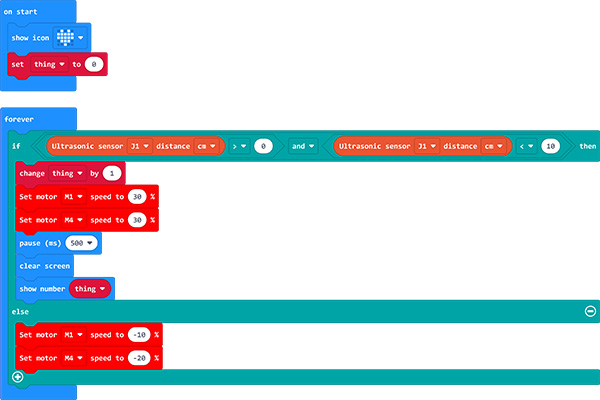 on start
show icon
set thing to 0
forever
if Ultrasonic sensor J1 distance cm > 0 and Ultrasonic sensor J1 distance cm < 10 then
change thing by 1
Set motor M1 speed to 30 %
Set motor M4 speed to 30 %
pause (ms) 500
clear screen
show number thing
else
Set motor M1 speed to -10 %
Set motor M4 speed to -20 %